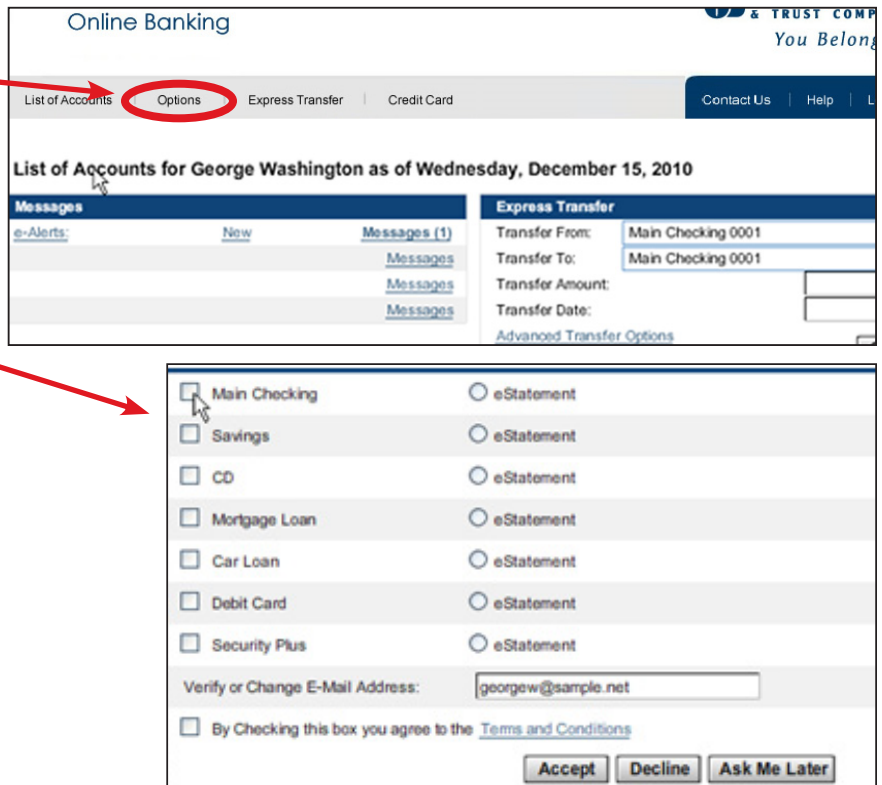 Online Banking
& TRUST COMP
You Belong
List of Accounts | Options | Express Transfer | Credit Card
Contact Us | Help | L
List of Accounts for George Washington as of Wednesday, December 15, 2010
Messages
e-Alerts: New Messages (1)
Messages
Messages
Messages
Express Transfer
Transfer From: Main Checking 0001
Transfer To: Main Checking 0001
Transfer Amount:
Transfer Date:
Advanced Transfer Options
Main Checking eStatement
Savings eStatement
CD eStatement
Mortgage Loan eStatement
Car Loan eStatement
Debit Card eStatement
Security Plus eStatement
Verify or Change E-Mail Address: georgew@sample.net
By Checking this box you agree to the Terms and Conditions
Accept Decline Ask Me Later